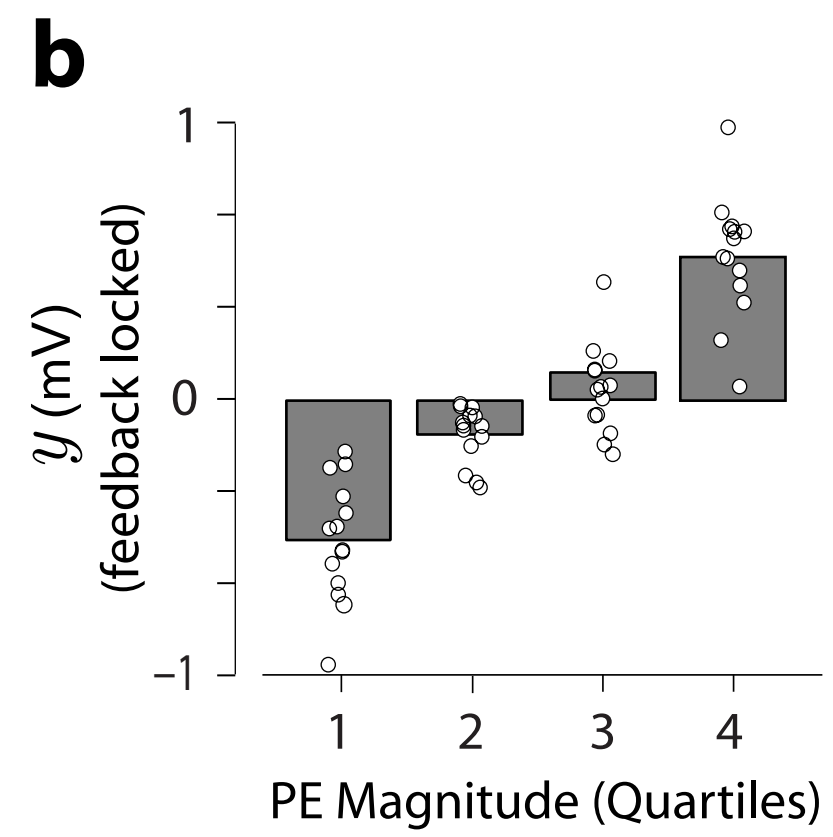 b
y (mV)
(feedback locked)
1
0
−1
1 2 3 4
PE Magnitude (Quartiles)